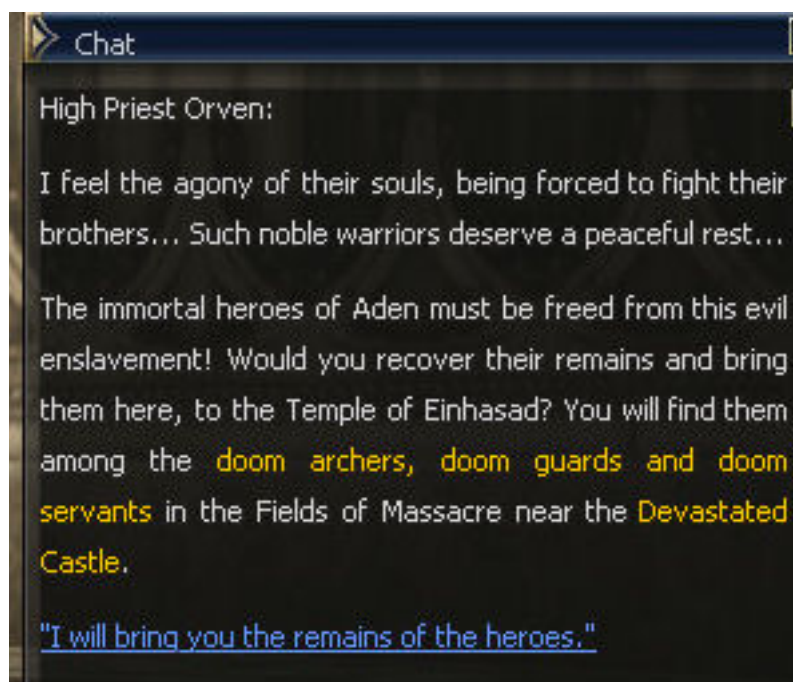 Chat
High Priest Orven:
I feel the agony of their souls, being forced to fight their
brothers... Such noble warriors deserve a peaceful rest...
The immortal heroes of Aden must be freed from this evil
enslavement! Would you recover their remains and bring
them here, to the Temple of Einhasad? You will find them
among the doom archers, doom guards and doom
servants in the Fields of Massacre near the Devastated
Castle.
"I will bring you the remains of the heroes."